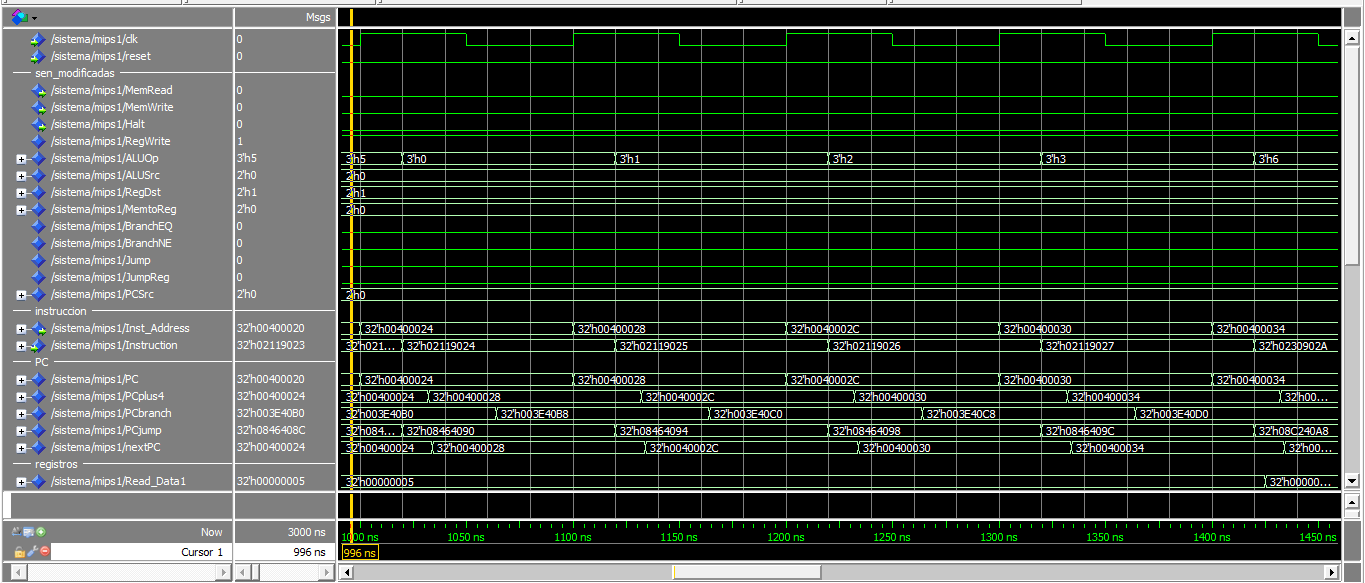 Msgs
/sistema/mips1/clk 0
/sistema/mips1/reset 0
sen_modificadas
/sistema/mips1/MemRead 0
/sistema/mips1/MemWrite 0
/sistema/mips1/Halt 0
/sistema/mips1/RegWrite 1
/sistema/mips1/ALUOp 3'h5 3'h5 3'h0 3'h1 3'h2 3'h3 3'h6
/sistema/mips1/ALUSrc 2'h0 2'h0
/sistema/mips1/RegDst 2'h1 2'h1
/sistema/mips1/MemtoReg 2'h0 2'h0
/sistema/mips1/BranchEQ 0
/sistema/mips1/BranchNE 0
/sistema/mips1/Jump 0
/sistema/mips1/JumpReg 0
/sistema/mips1/PCSrc 2'h0 2'h0
instruccion
/sistema/mips1/Inst_Address 32'h00400020 32'h00400024 32'h00400028 32'h0040002C 32'h00400030 32'h00400034
/sistema/mips1/Instruction 32'h02119023 32'h021... 32'h02119024 32'h02119025 32'h02119026 32'h02119027 32'h0230902A
PC
/sistema/mips1/PC 32'h00400020 32'h00400024 32'h00400028 32'h0040002C 32'h00400030 32'h00400034
/sistema/mips1/PCplus4 32'h00400024 32'h00400024 32'h00400028 32'h0040002C 32'h00400030 32'h00400034 32'h00...
/sistema/mips1/PCbranch 32'h003E40B0 32'h003E40B0 32'h003E40B8 32'h003E40C0 32'h003E40C8 32'h003E40D0
/sistema/mips1/PCjump 32'h0846408C 32'h084... 32'h08464090 32'h08464094 32'h08464098 32'h0846409C 32'h08C240A8
/sistema/mips1/nextPC 32'h00400024 32'h00400024 32'h00400028 32'h0040002C 32'h00400030 32'h00400034 32'h00...
registros
/sistema/mips1/Read_Data1 32'h00000005 32'h00000005 32'h00000...
Now 3000 ns 1000 ns 1050 ns 1100 ns 1150 ns 1200 ns 1250 ns 1300 ns 1350 ns 1400 ns 1450 ns
Cursor 1 996 ns 996 ns